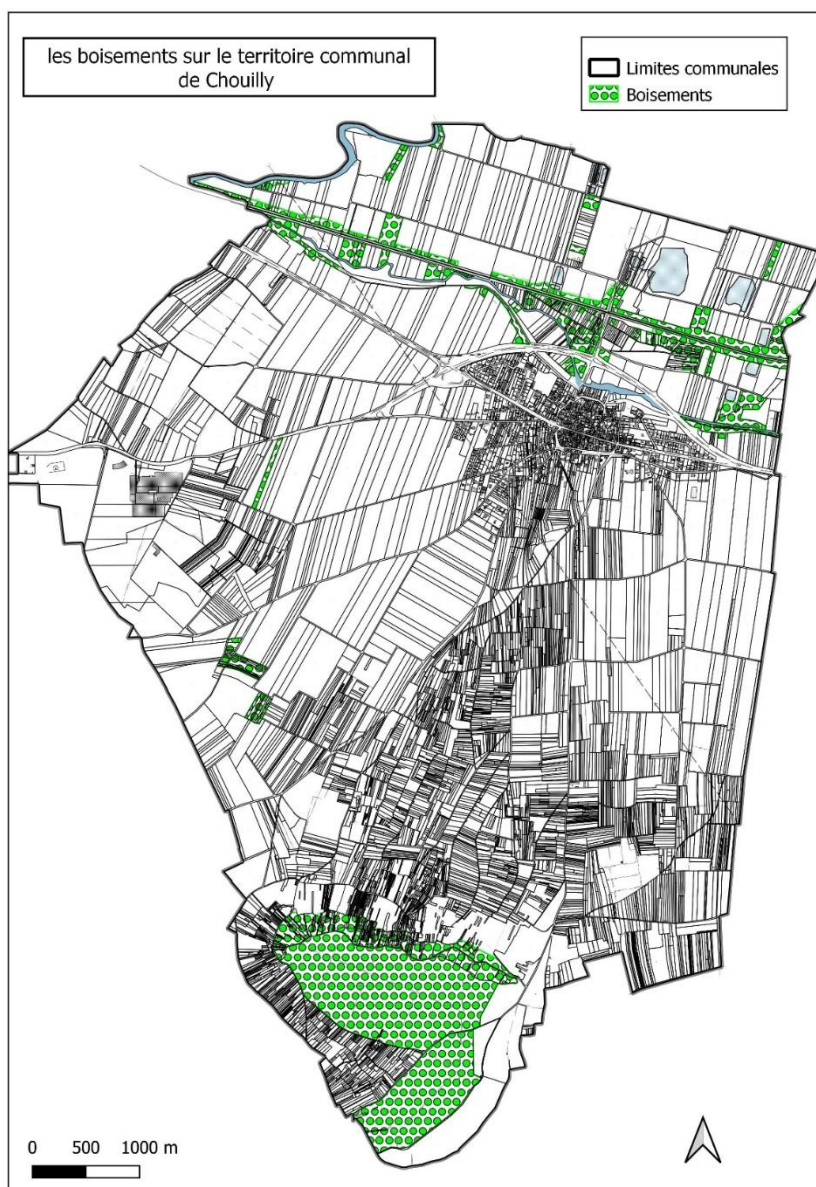 les boisements sur le territoire communal
de Chouilly
Limites communales
Boisements
0 500 1000 m